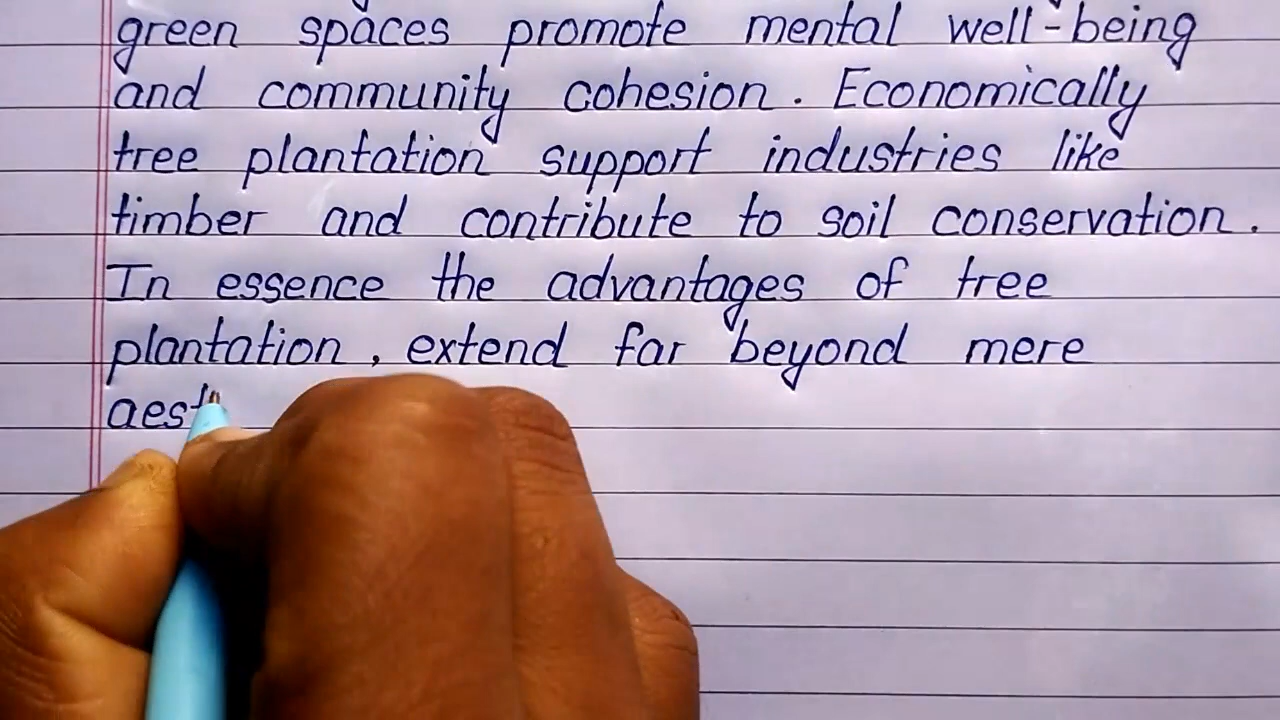 green spaces promote mental well-being
and community cohesion. Economically
tree plantation support industries like
timber and contribute to soil conservation.
In essence the advantages of tree
plantation, extend far beyond mere
aest